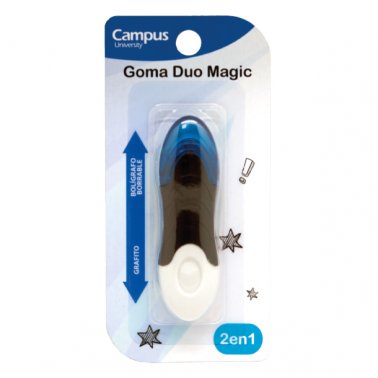 Campus
University
Goma Duo Magic
BOLÍGRAFO
BORRABLE
GRAFITO
2en1